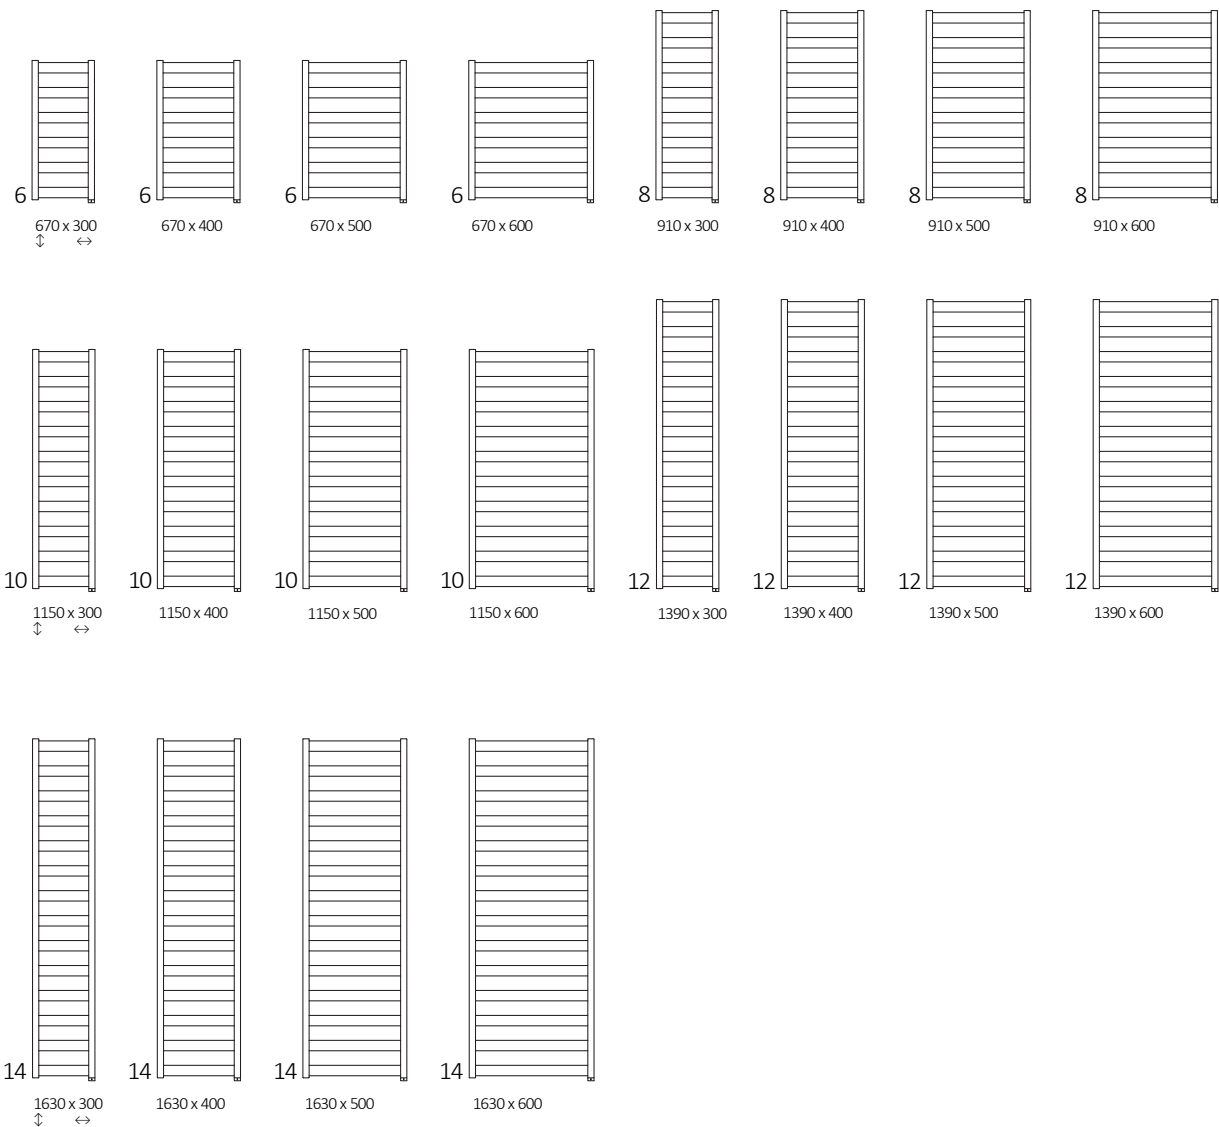 6 6 6 6 8 8 8 8
670 x 300 670 x 400 670 x 500 670 x 600 910 x 300 910 x 400 910 x 500 910 x 600
↕ ↔
10 10 10 10 12 12 12 12
1150 x 300 1150 x 400 1150 x 500 1150 x 600 1390 x 300 1390 x 400 1390 x 500 1390 x 600
↕ ↔
14 14 14 14
1630 x 300 1630 x 400 1630 x 500 1630 x 600
↕ ↔